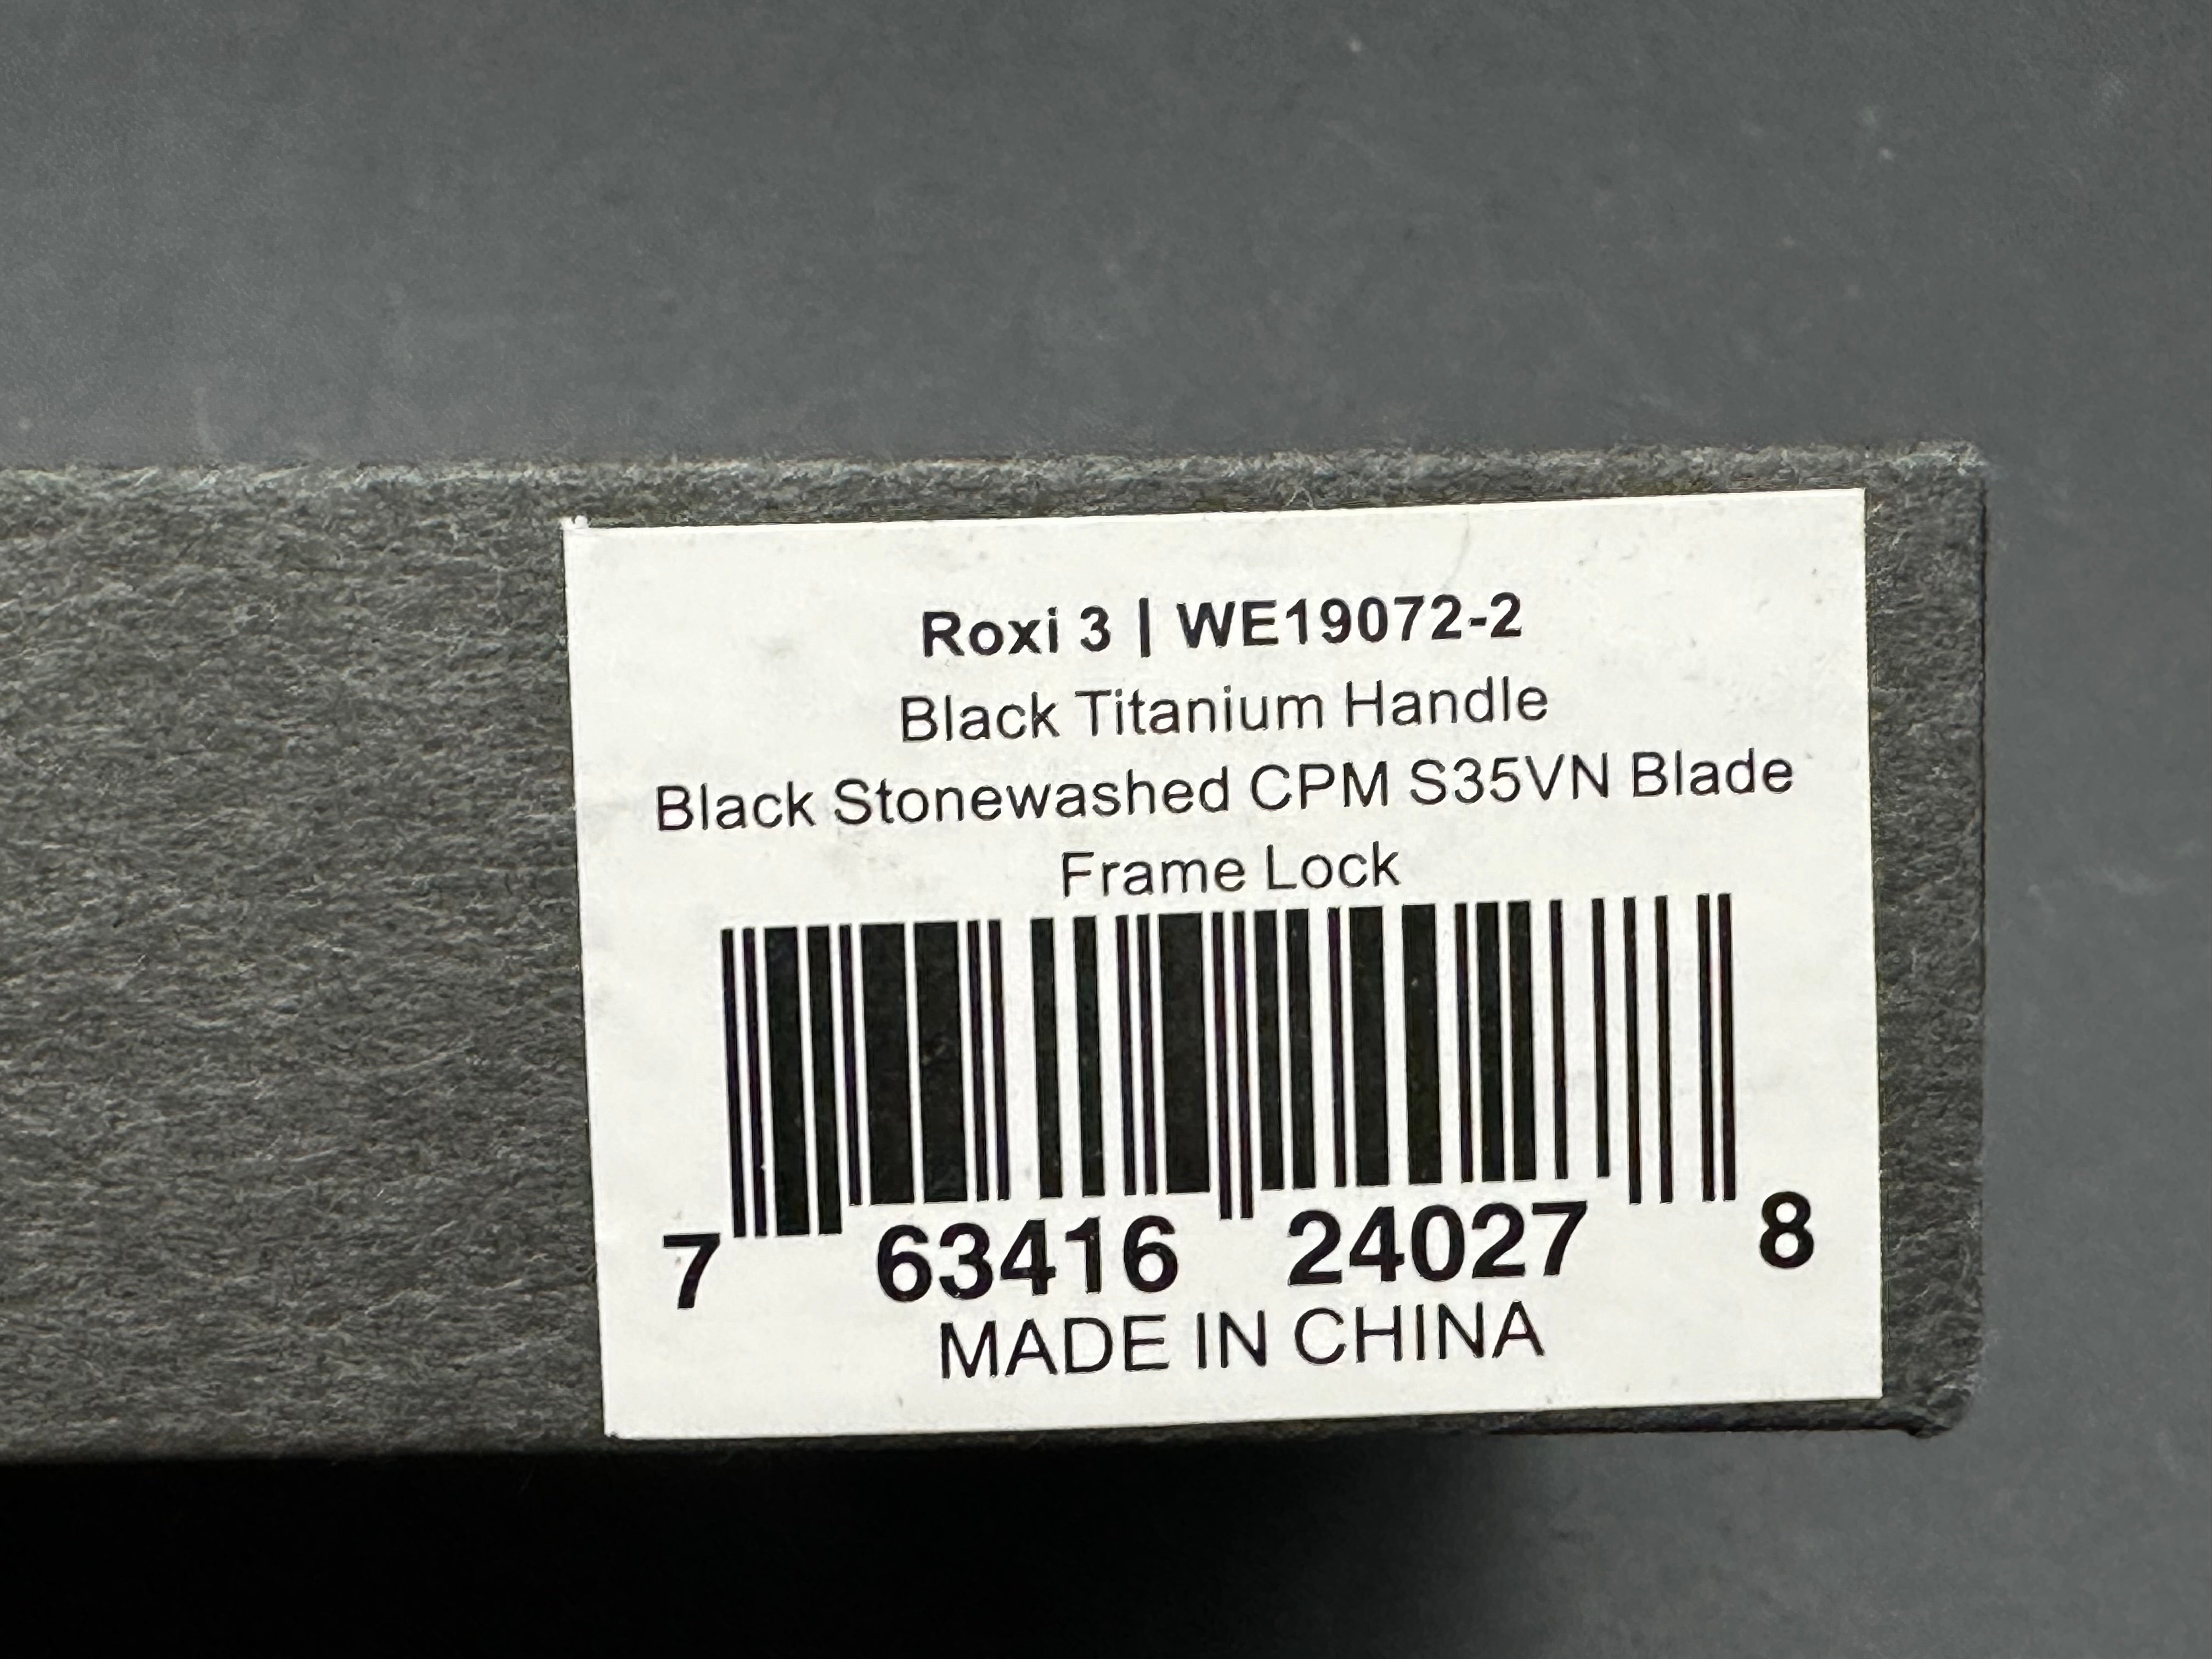 Roxi 3 | WE19072-2
Black Titanium Handle
Black Stonewashed CPM S35VN Blade
Frame Lock
7 63416 24027 8
MADE IN CHINA